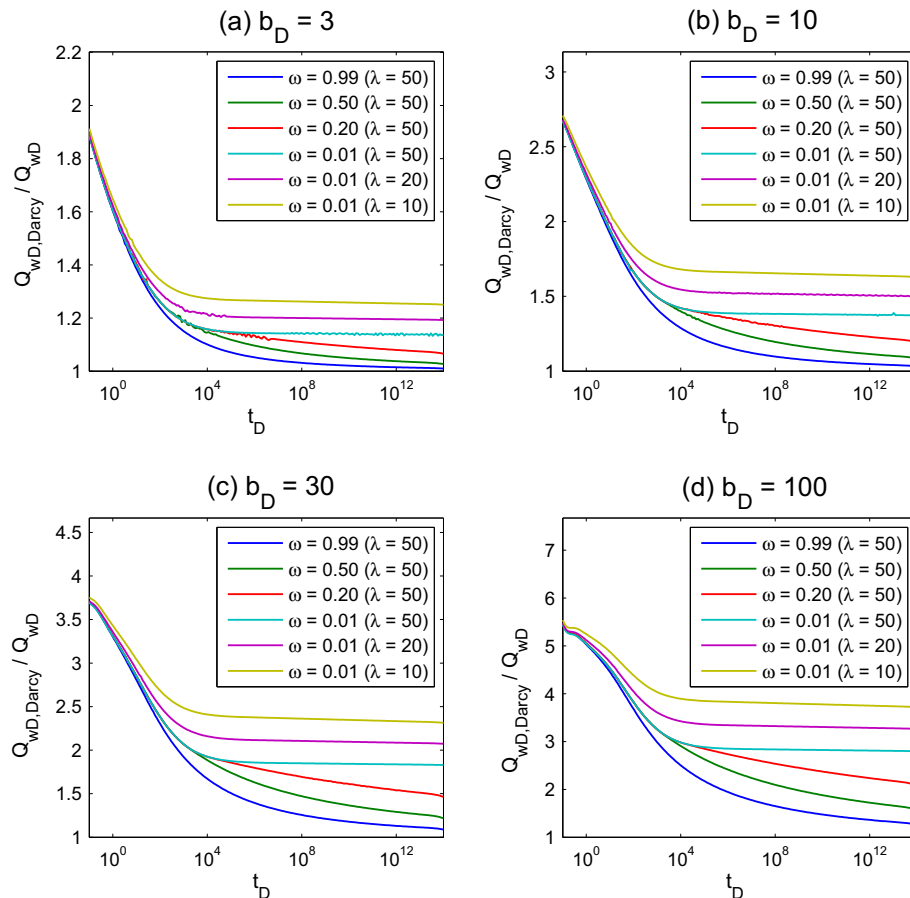 (a) b_D = 3
Q_wD,Darcy / Q_wD
2.2
2
1.8
1.6
1.4
1.2
1
ω = 0.99 (λ = 50)
ω = 0.50 (λ = 50)
ω = 0.20 (λ = 50)
ω = 0.01 (λ = 50)
ω = 0.01 (λ = 20)
ω = 0.01 (λ = 10)
10^0 10^4 10^8 10^12
t_D
(b) b_D = 10
Q_wD,Darcy / Q_wD
3
2.5
2
1.5
1
ω = 0.99 (λ = 50)
ω = 0.50 (λ = 50)
ω = 0.20 (λ = 50)
ω = 0.01 (λ = 50)
ω = 0.01 (λ = 20)
ω = 0.01 (λ = 10)
10^0 10^4 10^8 10^12
t_D
(c) b_D = 30
Q_wD,Darcy / Q_wD
4.5
4
3.5
3
2.5
2
1.5
1
ω = 0.99 (λ = 50)
ω = 0.50 (λ = 50)
ω = 0.20 (λ = 50)
ω = 0.01 (λ = 50)
ω = 0.01 (λ = 20)
ω = 0.01 (λ = 10)
10^0 10^4 10^8 10^12
t_D
(d) b_D = 100
Q_wD,Darcy / Q_wD
7
6
5
4
3
2
1
ω = 0.99 (λ = 50)
ω = 0.50 (λ = 50)
ω = 0.20 (λ = 50)
ω = 0.01 (λ = 50)
ω = 0.01 (λ = 20)
ω = 0.01 (λ = 10)
10^0 10^4 10^8 10^12
t_D